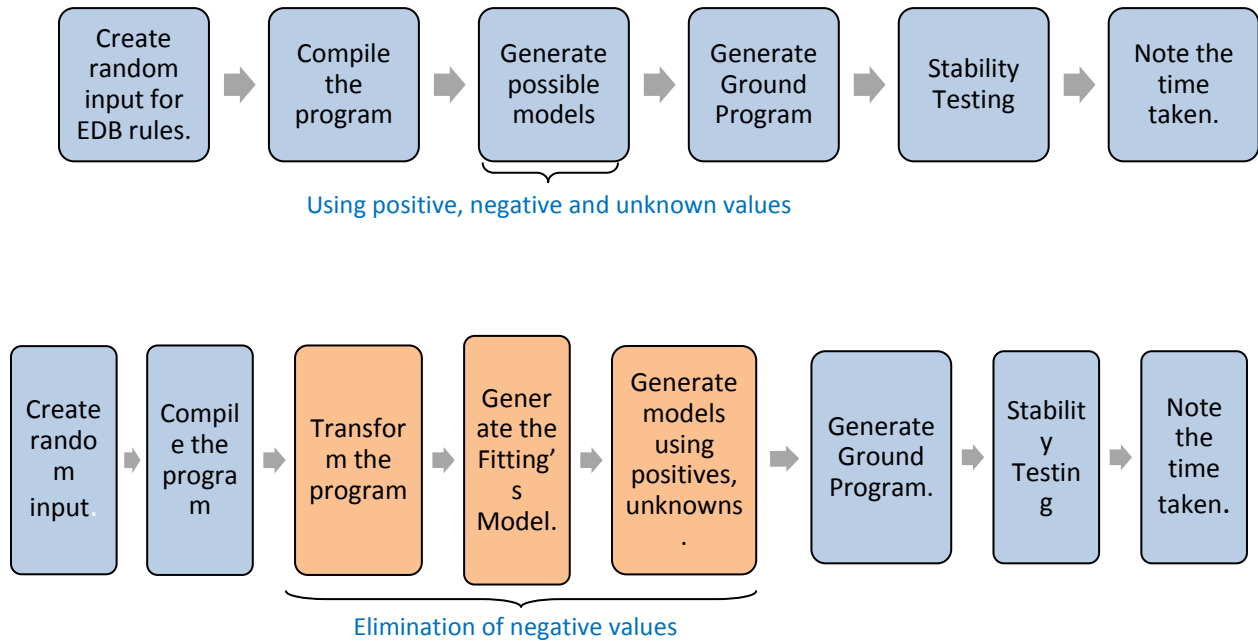 Create
random
input for
EDB rules.
Compile
the
program
Generate
possible
models
Generate
Ground
Program
Stability
Testing
Note the
time
taken.
Using positive, negative and unknown values
Create
rando
m
input.
Compil
e the
progra
m
Transfor
m the
program
Gener
ate the
Fitting’
s
Model.
Generate
models
using
positives,
unknowns
.
Generate
Ground
Program.
Stabilit
y
Testin
g
Note
the
time
taken.
Elimination of negative values